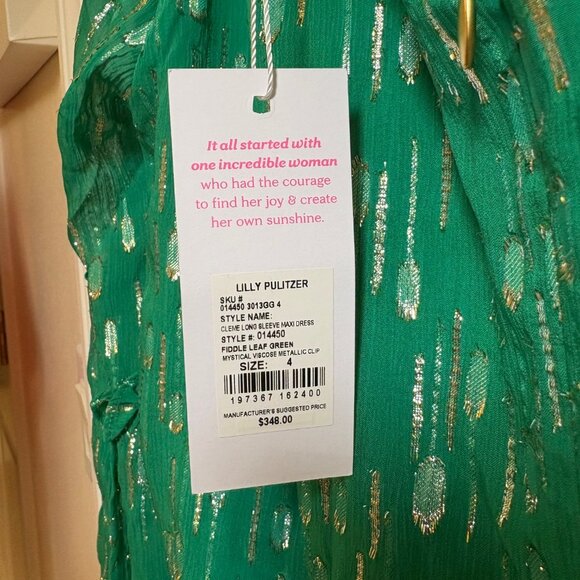 It all started with
one incredible woman
who had the courage
to find her joy & create
her own sunshine.
LILLY PULITZER
SKU #
014450 3013GG 4
STYLE NAME:
CLEME LONG SLEEVE MAXI DRESS
STYLE #: 014450
FIDDLE LEAF GREEN
MYSTICAL VISCOSE METALLIC CLIP
SIZE: 4
197367 162400
MANUFACTURER'S SUGGESTED PRICE
$348.00